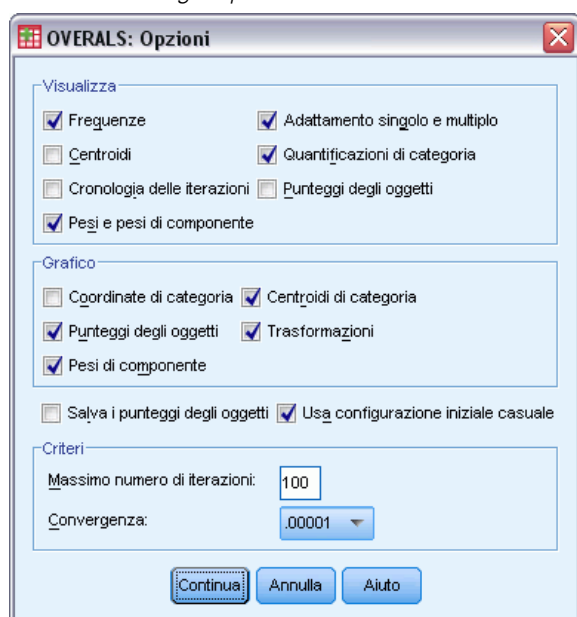 OVERALS: Opzioni
Visualizza
Frequenze
Adattamento singolo e multiplo
Centroidi
Quantificazioni di categoria
Cronologia delle iterazioni
Punteggi degli oggetti
Pesi e pesi di componente
Grafico
Coordinate di categoria
Centroidi di categoria
Punteggi degli oggetti
Trasformazioni
Pesi di componente
Salva i punteggi degli oggetti
Usa configurazione iniziale casuale
Criteri
Massimo numero di iterazioni: 100
Convergenza: .00001
Continua Annulla Aiuto